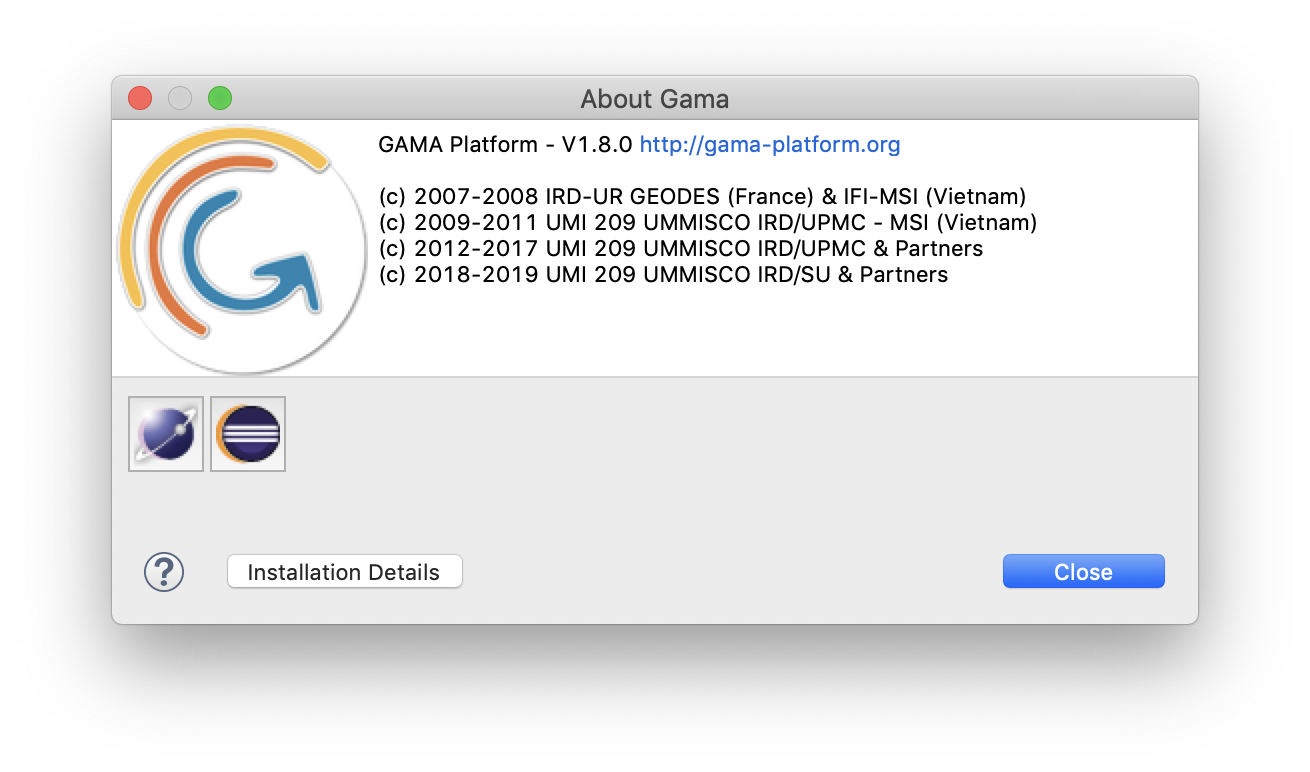 About Gama
GAMA Platform - V1.8.0 http://gama-platform.org
(c) 2007-2008 IRD-UR GEODES (France) & IFI-MSI (Vietnam)
(c) 2009-2011 UMI 209 UMMISCO IRD/UPMC - MSI (Vietnam)
(c) 2012-2017 UMI 209 UMMISCO IRD/UPMC & Partners
(c) 2018-2019 UMI 209 UMMISCO IRD/SU & Partners
? Installation Details Close